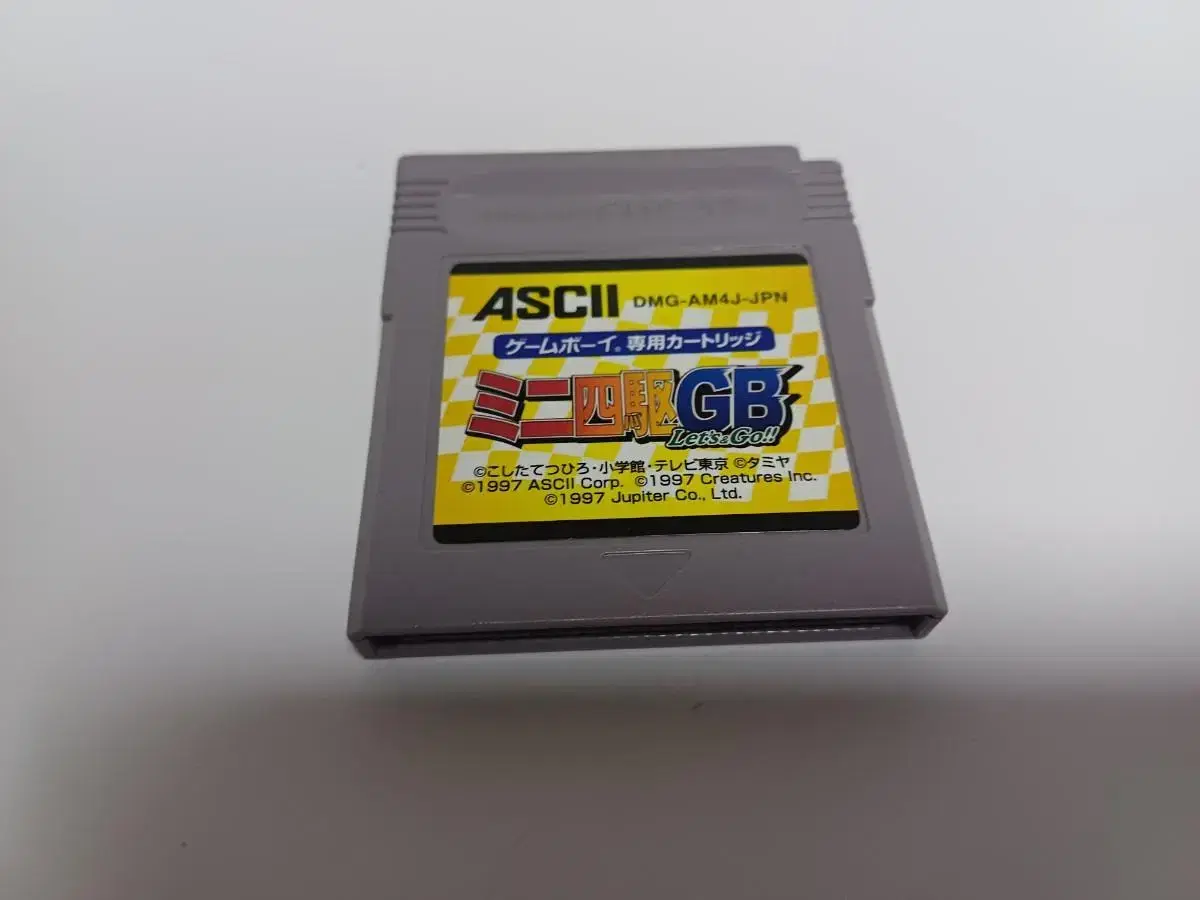 ASCII DMG-AM4J-JPN
ゲームボーイ® 専用カートリッジ
ミニ四駆GB
Let's&Go!!
©こしたてつひろ・小学館・テレビ東京 ©タミヤ
©1997 ASCII Corp. ©1997 Creatures Inc.
©1997 Jupiter Co., Ltd.